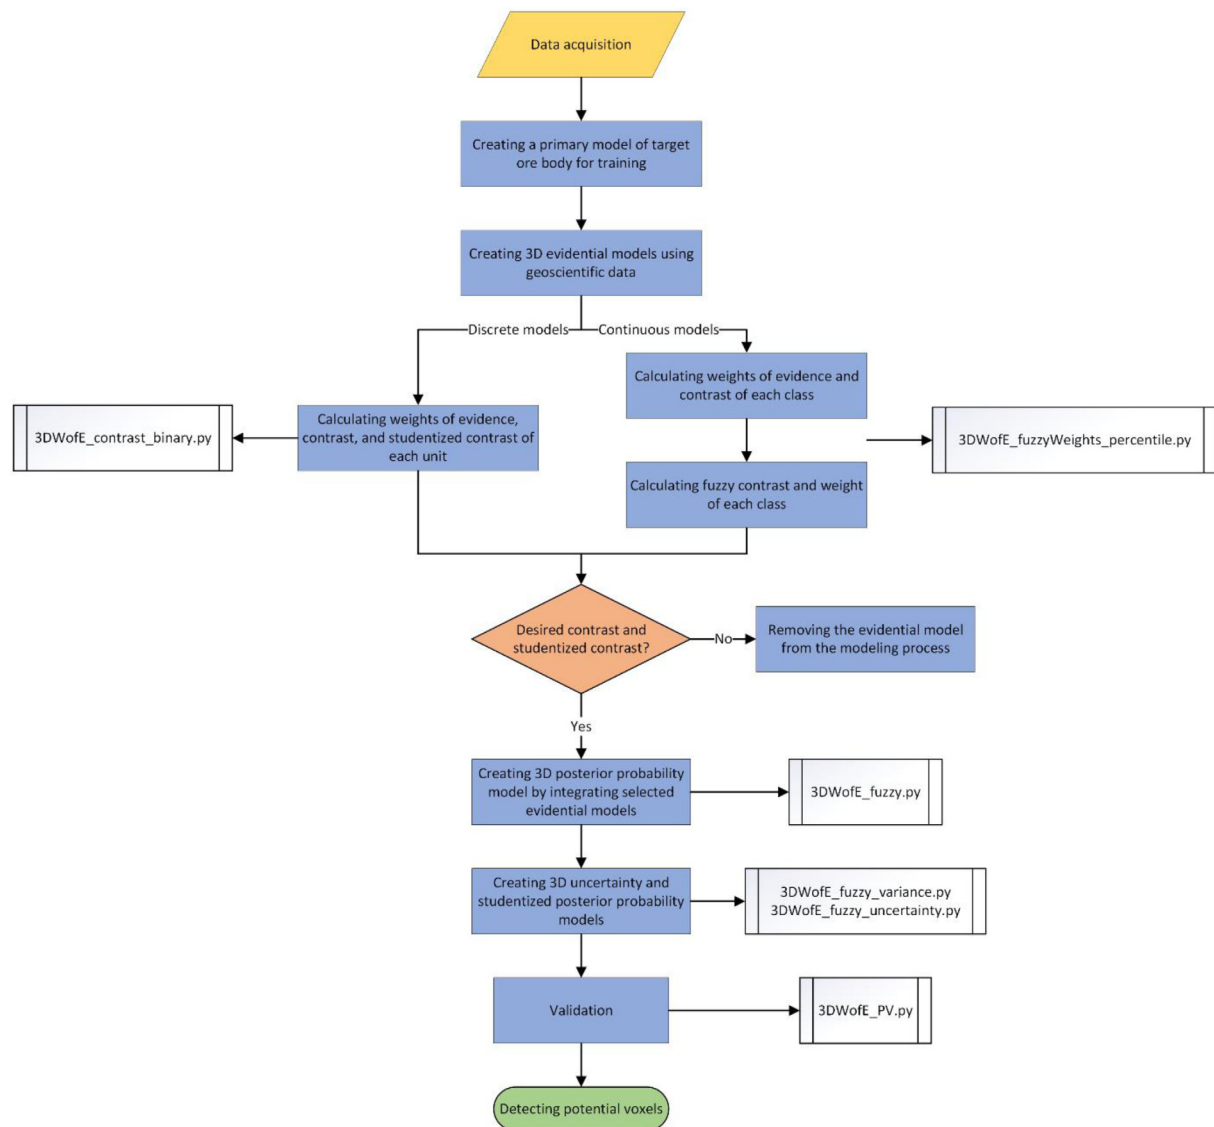 Data acquisition
Creating a primary model of target
ore body for training
Creating 3D evidential models using
geoscientific data
Discrete models
Continuous models
Calculating weights of evidence and
contrast of each class
3DWofE_contrast_binary.py
Calculating weights of evidence,
contrast, and studentized contrast of
each unit
3DWofE_fuzzyWeights_percentile.py
Calculating fuzzy contrast and weight
of each class
Desired contrast and
studentized contrast?
No
Removing the evidential model
from the modeling process
Yes
Creating 3D posterior probability
model by integrating selected
evidential models
3DWofE_fuzzy.py
Creating 3D uncertainty and
studentized posterior probability
models
3DWofE_fuzzy_variance.py
3DWofE_fuzzy_uncertainty.py
Validation
3DWofE_PV.py
Detecting potential voxels